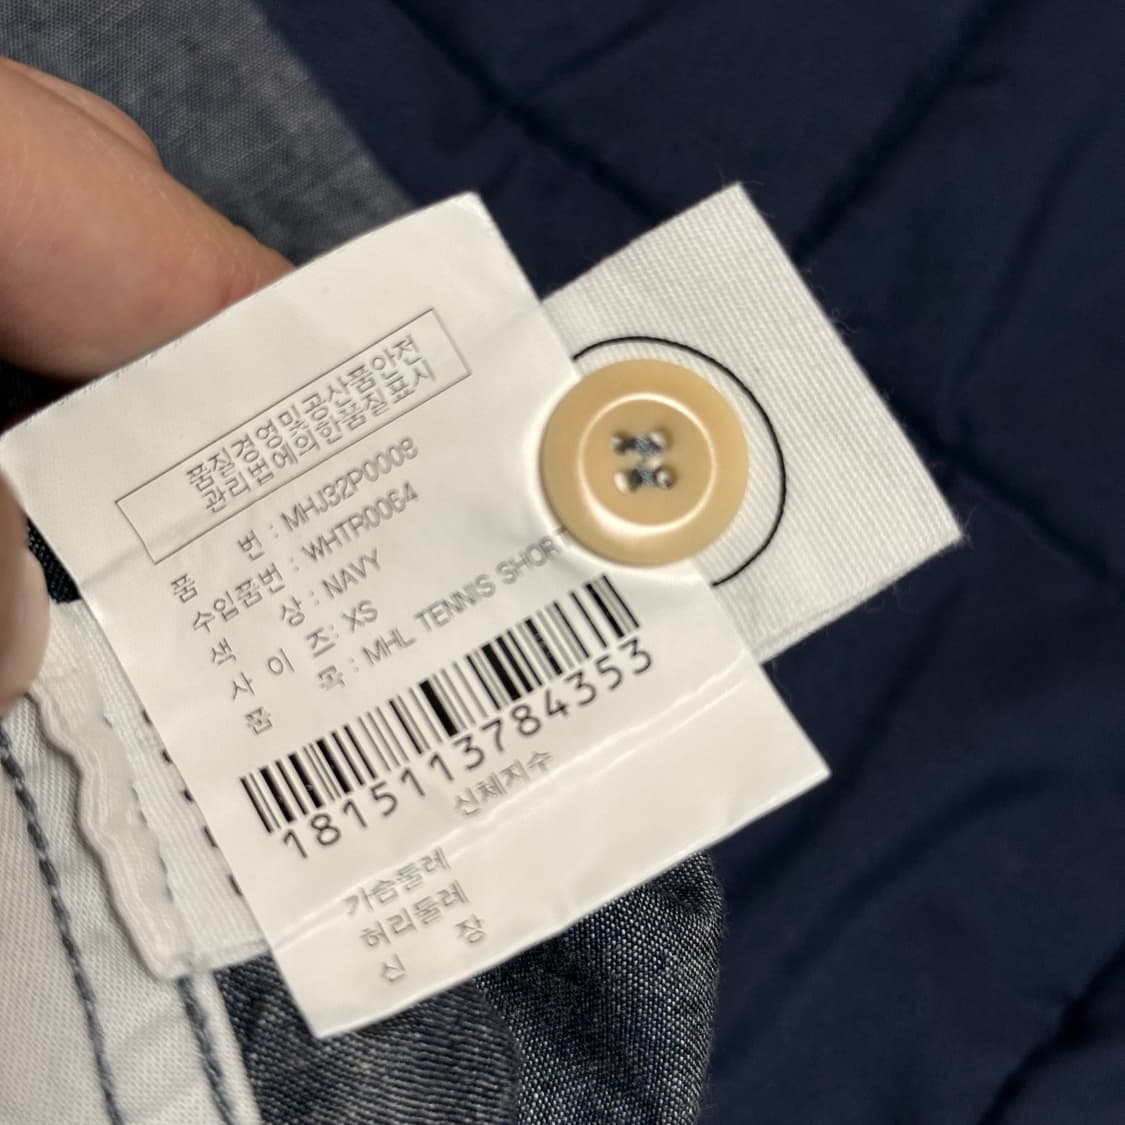 품질경영및공산품안전
관리법에의한품질표시
품 번 : MHJ32P0008
수입품번 : WHTR0064
색 상 : NAVY
사 이 즈: XS
품 목 : MHL TENNIS SHORT
1815113784353
신체지수
가슴둘레
허리둘레
신 장